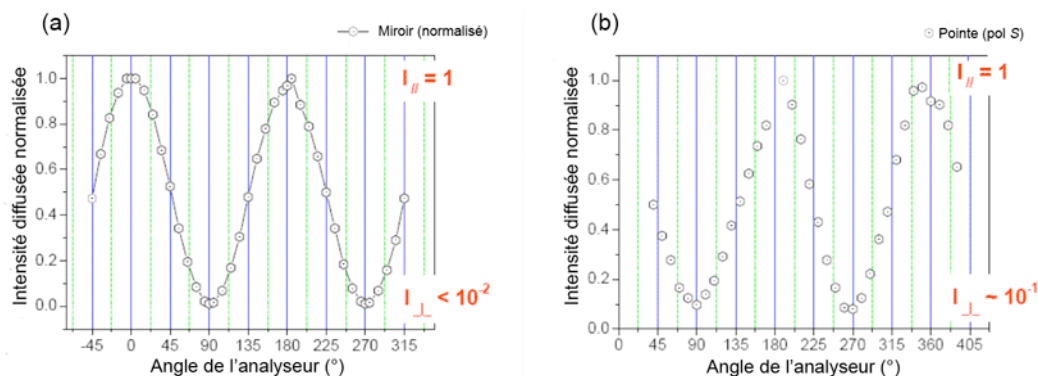 (a)
Miroir (normalisé)
Intensité diffusée normalisée
1.0
0.8
0.6
0.4
0.2
0.0
I// = 1
I⊥ < 10-2
-45 0 45 90 135 180 225 270 315
Angle de l'analyseur (°)
(b)
Pointe (pol S)
Intensité diffusée normalisée
1.0
0.8
0.6
0.4
0.2
0.0
I// = 1
I⊥ ~ 10-1
0 45 90 135 180 225 270 315 360 405
Angle de l'analyseur (°)